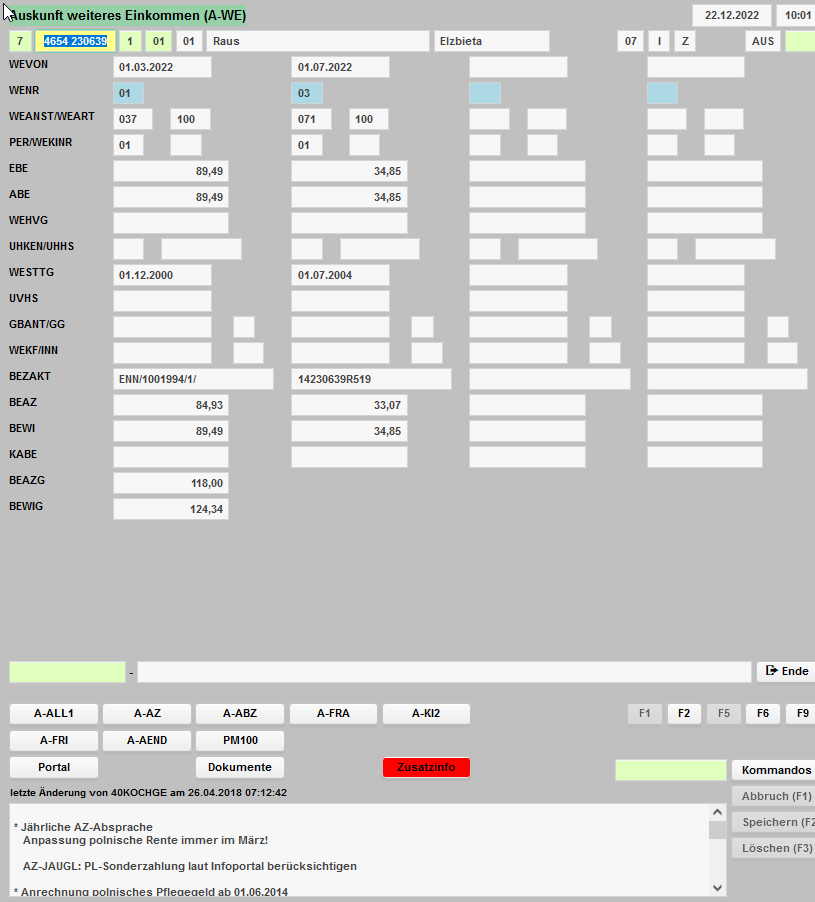 Auskunft weiteres Einkommen (A-WE) 22.12.2022 10:01
7 4654 230639 1 01 01 Raus Elzbieta 07 I Z AUS
WEVON 01.03.2022 01.07.2022
WENR 01 03
WEANST/WEART 037 100 071 100
PER/WEKINR 01 01
EBE 89,49 34,85
ABE 89,49 34,85
WEHVG
UHKEN/UHHS
WESTTG 01.12.2000 01.07.2004
UVHS
GBANT/GG
WEKF/INN
BEZAKT ENN/1001994/1/ 14230639R519
BEAZ 84,93 33,07
BEWI 89,49 34,85
KABE
BEAZG 118,00
BEWIG 124,34
- Ende
A-ALL1 A-AZ A-ABZ A-FRA A-KI2 F1 F2 F5 F6 F9
A-FRI A-AEND PM100
Portal Dokumente Zusatzinfo Kommandos
letzte Änderung von 40KOCHGE am 26.04.2018 07:12:42
Abbruch (F1)
Speichern (F2
Löschen (F3)
* Jährliche AZ-Absprache
Anpassung polnische Rente immer im März!
AZ-JAUGL: PL-Sonderzahlung laut Infoportal berücksichtigen
* Anrechnung polnisches Pflegegeld ab 01.06.2014